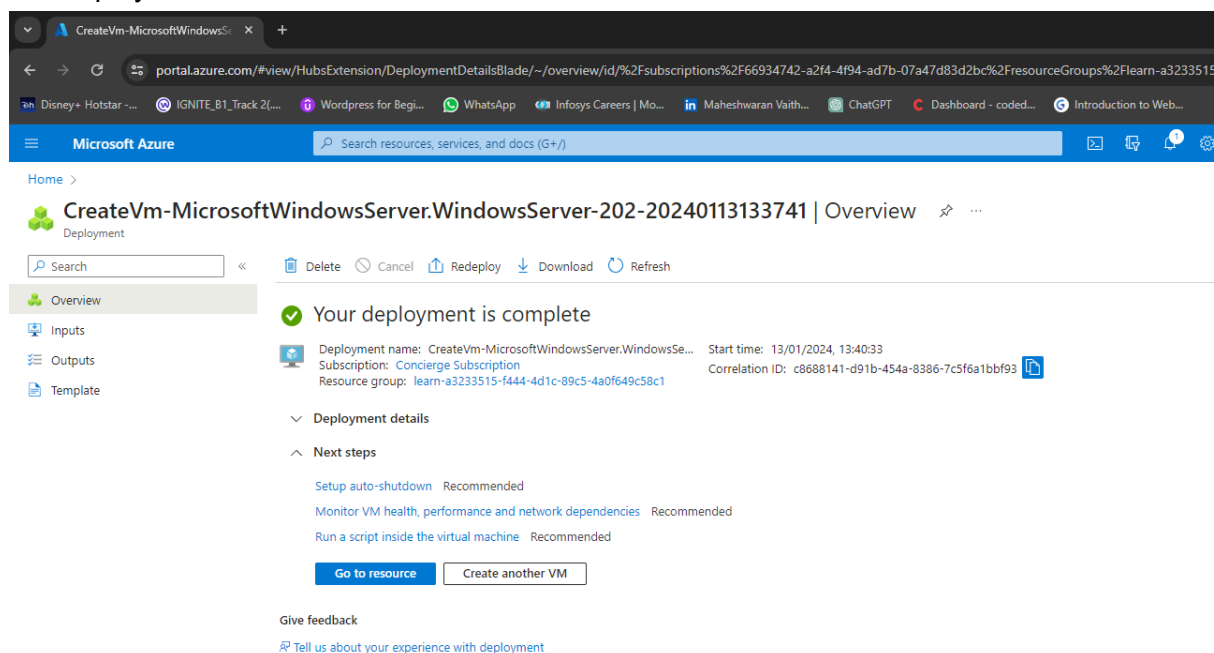 CreateVm-MicrosoftWindowsSe
portal.azure.com/#view/HubsExtension/DeploymentDetailsBlade/~/overview/id/%2Fsubscriptions%2F66934742-a2f4-4f94-ad7b-07a47d83d2bc%2FresourceGroups%2Flearn-a3233515
Disney+ Hotstar -... IGNITE_B1_Track 2(... Wordpress for Begi... WhatsApp Infosys Careers | Mo... Maheshwaran Vaith... ChatGPT Dashboard - coded... Introduction to Web...
Microsoft Azure Search resources, services, and docs (G+/) 1
Home >
CreateVm-MicrosoftWindowsServer.WindowsServer-202-20240113133741 | Overview ...
Deployment
Search « Delete Cancel Redeploy Download Refresh
Overview
Inputs
Outputs
Template
Your deployment is complete
Deployment name: CreateVm-MicrosoftWindowsServer.WindowsSe... Start time: 13/01/2024, 13:40:33
Subscription: Concierge Subscription Correlation ID: c8688141-d91b-454a-8386-7c5f6a1bbf93
Resource group: learn-a3233515-f444-4d1c-89c5-4a0f649c58c1
Deployment details
Next steps
Setup auto-shutdown Recommended
Monitor VM health, performance and network dependencies Recommended
Run a script inside the virtual machine Recommended
Go to resource Create another VM
Give feedback
Tell us about your experience with deployment